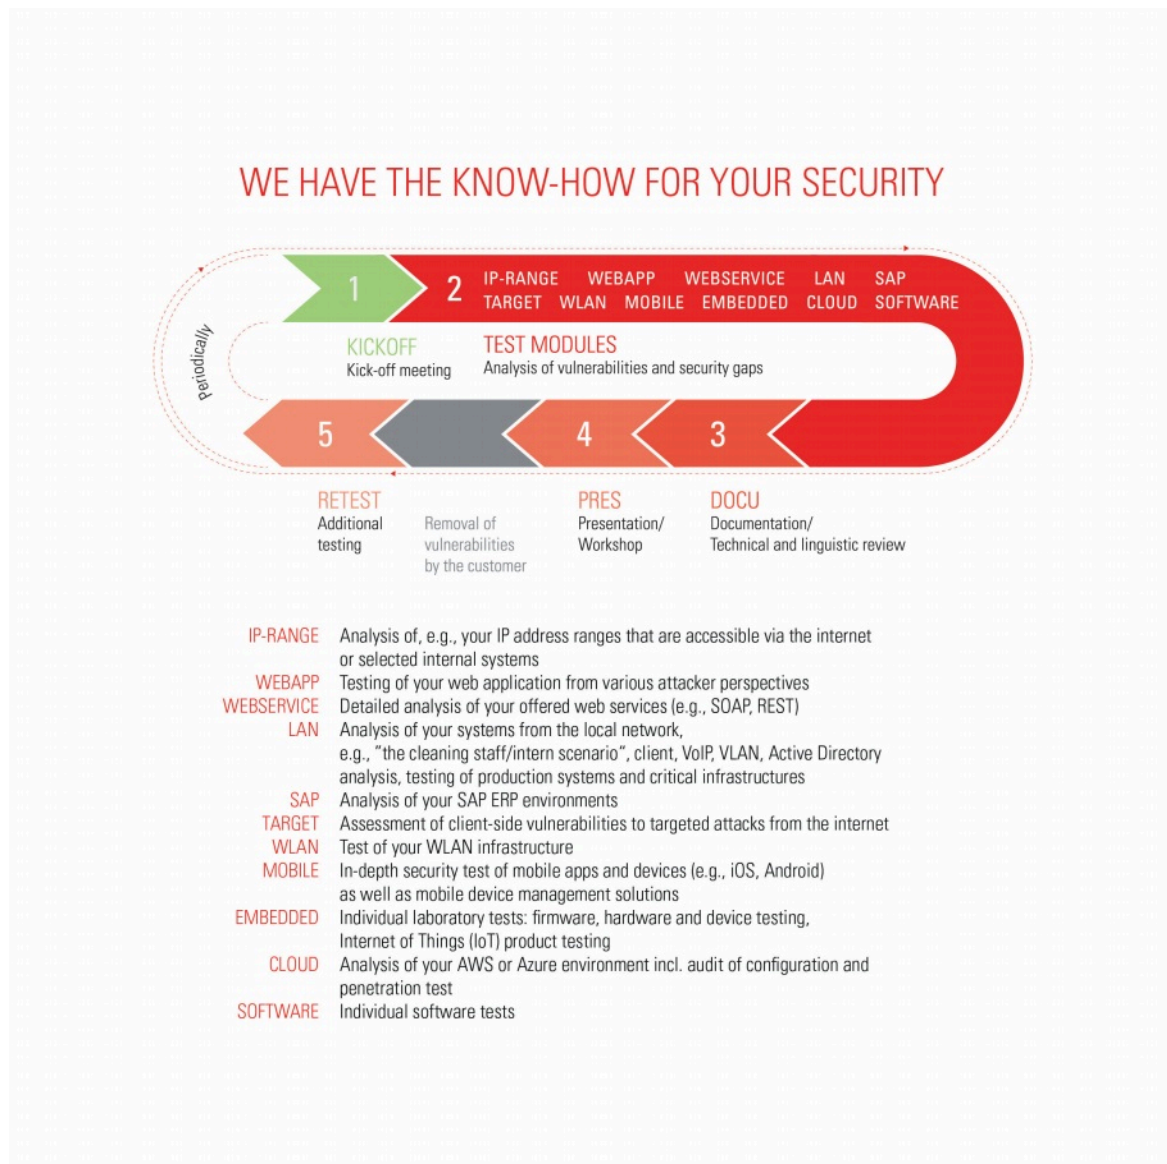 WE HAVE THE KNOW-HOW FOR YOUR SECURITY
Periodically
1
2
IP-RANGE WEBAPP WEBSERVICE LAN SAP
TARGET WLAN MOBILE EMBEDDED CLOUD SOFTWARE
KICKOFF
Kick-off meeting
TEST MODULES
Analysis of vulnerabilities and security gaps
5
4
3
RETEST
Additional
testing
Removal of
vulnerabilities
by the customer
PRES
Presentation/
Workshop
DOCU
Documentation/
Technical and linguistic review
IP-RANGE Analysis of, e.g., your IP address ranges that are accessible via the internet
or selected internal systems
WEBAPP Testing of your web application from various attacker perspectives
WEBSERVICE Detailed analysis of your offered web services (e.g., SOAP, REST)
LAN Analysis of your systems from the local network,
e.g., "the cleaning staff/intern scenario“, client, VoIP, VLAN, Active Directory
analysis, testing of production systems and critical infrastructures
SAP Analysis of your SAP ERP environments
TARGET Assessment of client-side vulnerabilities to targeted attacks from the internet
WLAN Test of your WLAN infrastructure
MOBILE In-depth security test of mobile apps and devices (e.g., iOS, Android)
as well as mobile device management solutions
EMBEDDED Individual laboratory tests: firmware, hardware and device testing,
Internet of Things (IoT) product testing
CLOUD Analysis of your AWS or Azure environment incl. audit of configuration and
penetration test
SOFTWARE Individual software tests